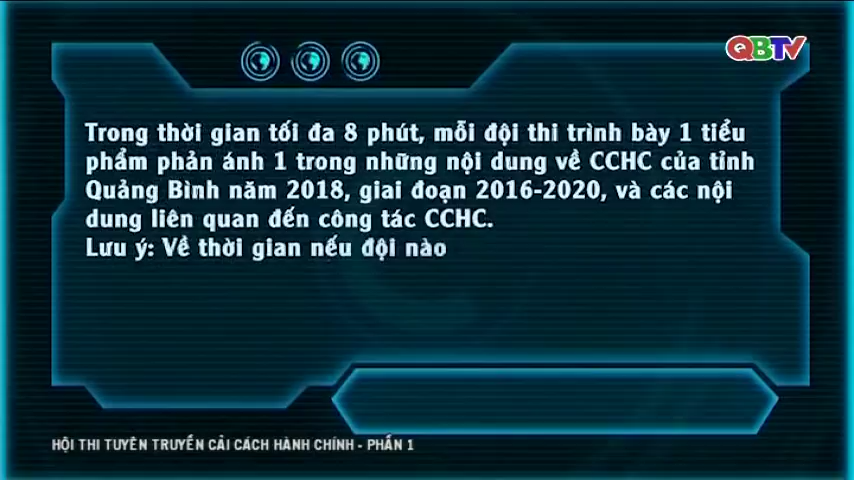 QBTV
Trong thời gian tối đa 8 phút, mỗi đội thi trình bày 1 tiểu
phẩm phản ánh 1 trong những nội dung về CCHC của tỉnh
Quảng Bình năm 2018, giai đoạn 2016-2020, và các nội
dung liên quan đến công tác CCHC.
Lưu ý: Về thời gian nếu đội nào
HỘI THI TUYÊN TRUYỀN CẢI CÁCH HÀNH CHÍNH - PHẦN 1